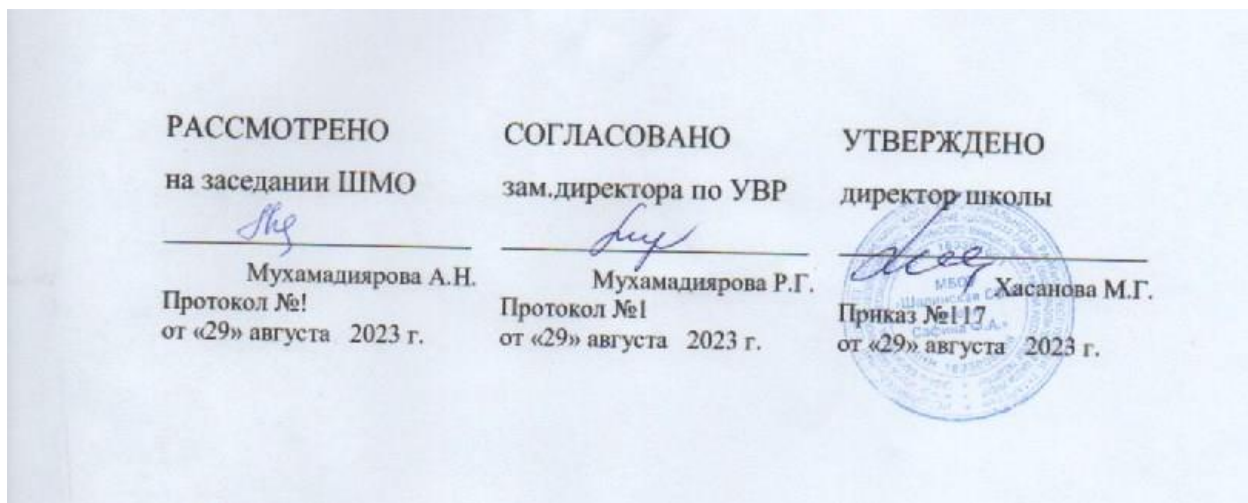 РАССМОТРЕНО
на заседании ШМО
Мухамадиярова А.Н.
Протокол №!
от «29» августа 2023 г.
СОГЛАСОВАНО
зам.директора по УВР
Мухамадиярова Р.Г.
Протокол №1
от «29» августа 2023 г.
УТВЕРЖДЕНО
директор школы
Хасанова М.Г.
Приказ №117
от «29» августа 2023 г.
МБОУ